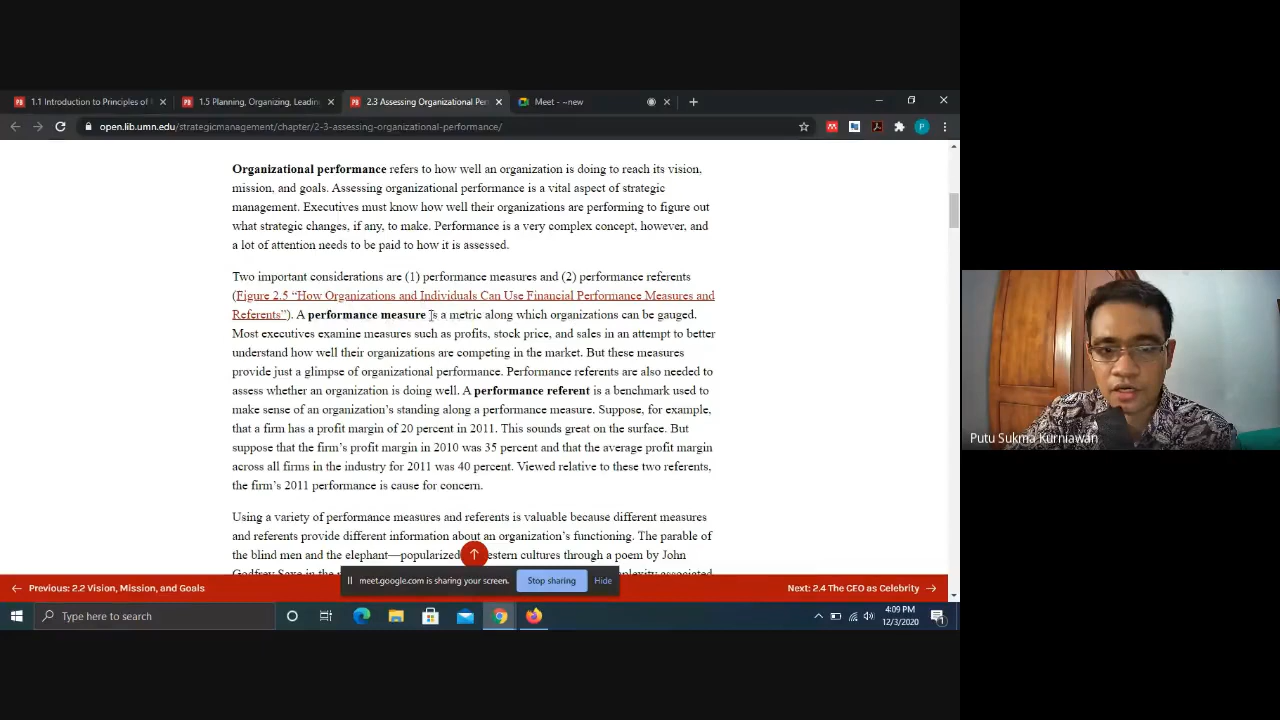 1.1 Introduction to Principles of
1.5 Planning, Organizing, Leadin
2.3 Assessing Organizational Per
Meet - ~new
open.lib.umn.edu/strategicmanagement/chapter/2-3-assessing-organizational-performance/
P
Organizational performance refers to how well an organization is doing to reach its vision,
mission, and goals. Assessing organizational performance is a vital aspect of strategic
management. Executives must know how well their organizations are performing to figure out
what strategic changes, if any, to make. Performance is a very complex concept, however, and
a lot of attention needs to be paid to how it is assessed.
Two important considerations are (1) performance measures and (2) performance referents
(Figure 2.5 “How Organizations and Individuals Can Use Financial Performance Measures and
Referents”). A performance measure is a metric along which organizations can be gauged.
Most executives examine measures such as profits, stock price, and sales in an attempt to better
understand how well their organizations are competing in the market. But these measures
provide just a glimpse of organizational performance. Performance referents are also needed to
assess whether an organization is doing well. A performance referent is a benchmark used to
make sense of an organization’s standing along a performance measure. Suppose, for example,
that a firm has a profit margin of 20 percent in 2011. This sounds great on the surface. But
suppose that the firm’s profit margin in 2010 was 35 percent and that the average profit margin
across all firms in the industry for 2011 was 40 percent. Viewed relative to these two referents,
the firm’s 2011 performance is cause for concern.
Using a variety of performance measures and referents is valuable because different measures
and referents provide different information about an organization’s functioning. The parable of
the blind men and the elephant—popularized estern cultures through a poem by John
meet.google.com is sharing your screen.
Stop sharing
Hide
Previous: 2.2 Vision, Mission, and Goals
Next: 2.4 The CEO as Celebrity
Type here to search
4:09 PM
12/3/2020
1
Putu Sukma Kurniawan